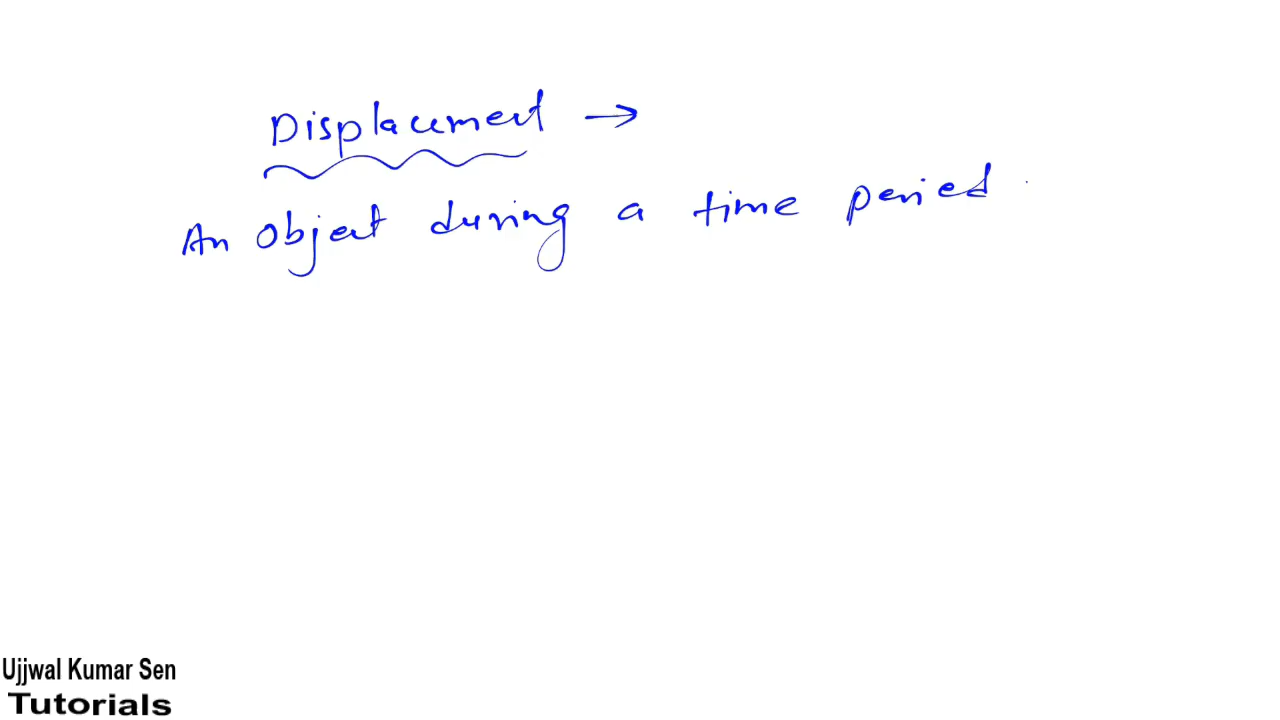 Displacement →
An object during a time period
Ujjwal Kumar Sen
Tutorials